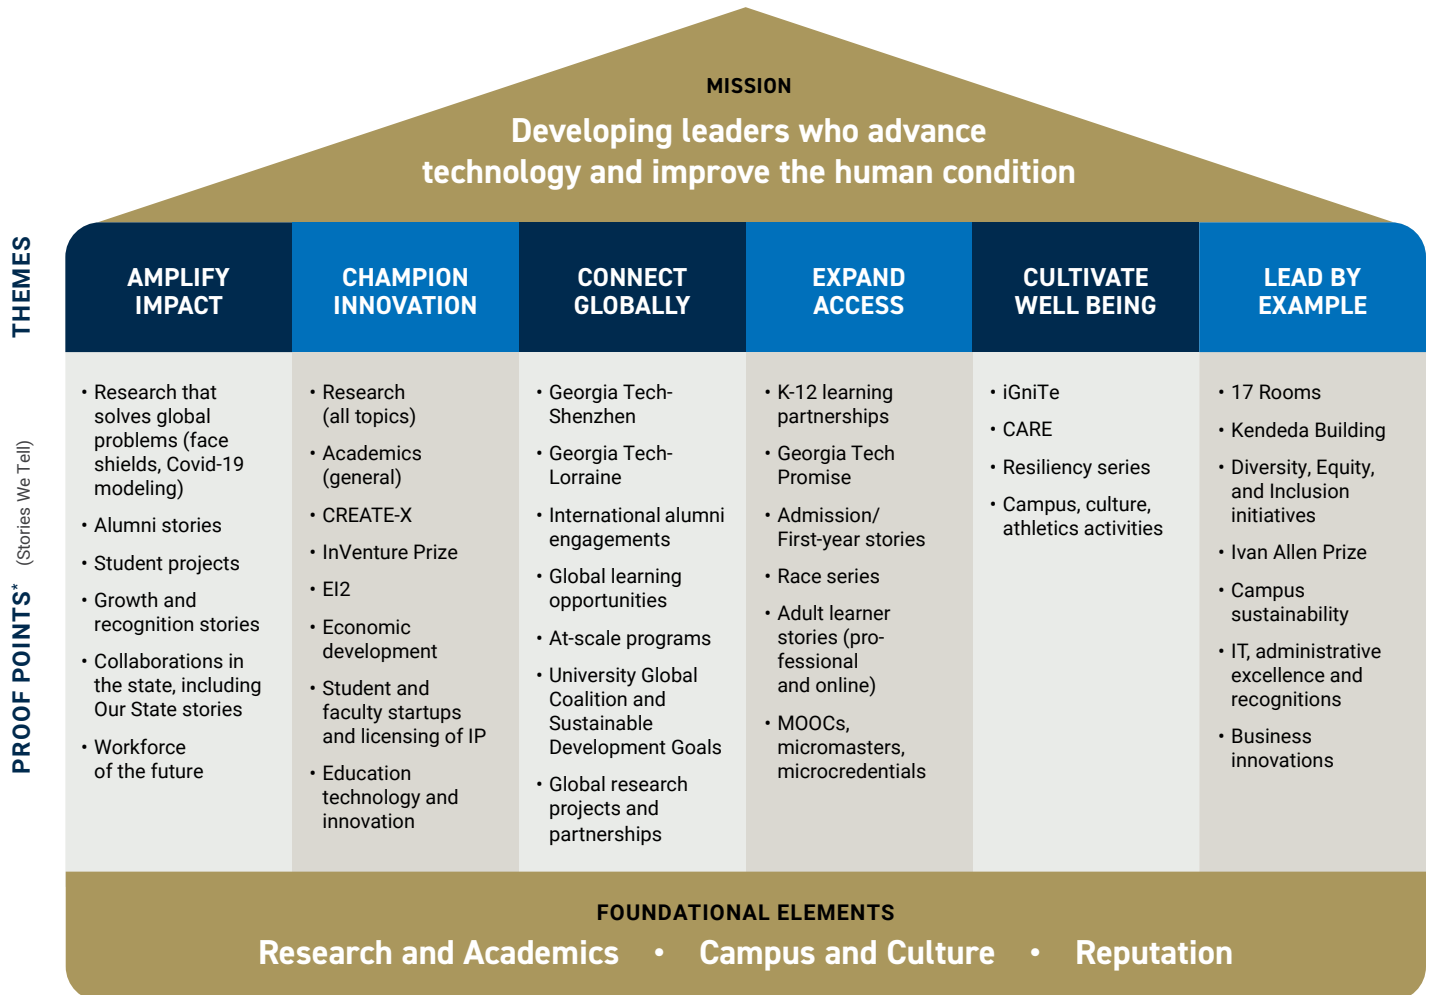 MISSION
Developing leaders who advance
technology and improve the human condition
THEMES
AMPLIFY
IMPACT
CHAMPION
INNOVATION
CONNECT
GLOBALLY
EXPAND
ACCESS
CULTIVATE
WELL BEING
LEAD BY
EXAMPLE
PROOF POINTS* (Stories We Tell)
• Research that
solves global
problems (face
shields, Covid-19
modeling)
• Alumni stories
• Student projects
• Growth and
recognition stories
• Collaborations in
the state, including
Our State stories
• Workforce
of the future
• Research
(all topics)
• Academics
(general)
• CREATE-X
• InVenture Prize
• EI2
• Economic
development
• Student and
faculty startups
and licensing of IP
• Education
technology and
innovation
• Georgia Tech-
Shenzhen
• Georgia Tech-
Lorraine
• International alumni
engagements
• Global learning
opportunities
• At-scale programs
• University Global
Coalition and
Sustainable
Development Goals
• Global research
projects and
partnerships
• K-12 learning
partnerships
• Georgia Tech
Promise
• Admission/
First-year stories
• Race series
• Adult learner
stories (pro-
fessional
and online)
• MOOCs,
micromasters,
microcredentials
• iGniTe
• CARE
• Resiliency series
• Campus, culture,
athletics activities
• 17 Rooms
• Kendeda Building
• Diversity, Equity,
and Inclusion
initiatives
• Ivan Allen Prize
• Campus
sustainability
• IT, administrative
excellence and
recognitions
• Business
innovations
FOUNDATIONAL ELEMENTS
Research and Academics • Campus and Culture • Reputation